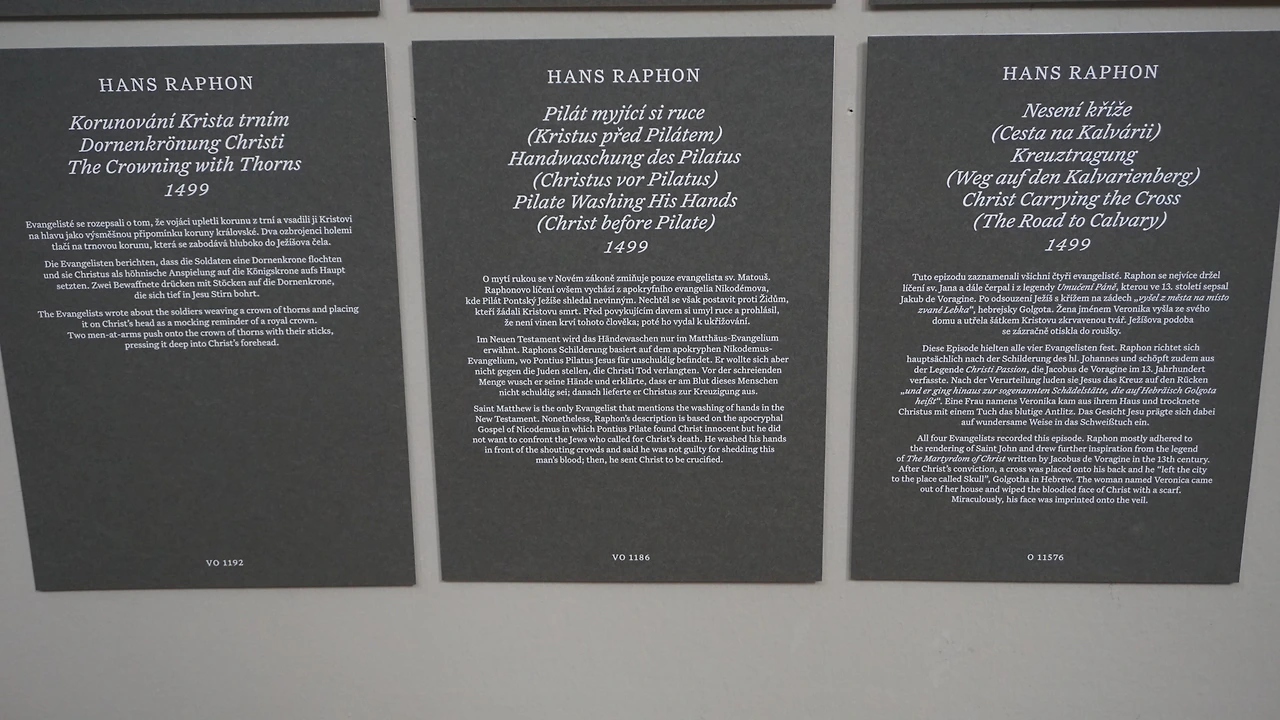 HANS RAPHON
Korunování Krista trním
Dornenkrönung Christi
The Crowning with Thorns
1499
Evangelisté se rozepsali o tom, že vojáci upletli korunu z trní a vsadili ji Kristovi
na hlavu jako výsměšnou připomínku koruny královské. Dva ozbrojenci holemi
tlačí na trnovou korunu, která se zabodává hluboko do Ježíšova čela.
Die Evangelisten berichten, dass die Soldaten eine Dornenkrone flochten
und sie Christus als höhnische Anspielung auf die Königskrone aufs Haupt
setzten. Zwei Bewaffnete drücken mit Stöcken auf die Dornenkrone,
die sich tief in Jesu Stirn bohrt.
The Evangelists wrote about the soldiers weaving a crown of thorns and placing
it on Christ's head as a mocking reminder of a royal crown.
Two men-at-arms push onto the crown of thorns with their sticks,
pressing it deep into Christ's forehead.
VO 1192
HANS RAPHON
Pilát myjící si ruce
(Kristus před Pilátem)
Handwaschung des Pilatus
(Christus vor Pilatus)
Pilate Washing His Hands
(Christ before Pilate)
1499
O mytí rukou se v Novém zákoně zmiňuje pouze evangelista sv. Matouš.
Raphonovo líčení ovšem vychází z apokryfního evangelia Nikodémova,
kde Pilát Pontský Ježíše shledal nevinným. Nechtěl se však postavit proti Židům,
kteří žádali Kristovu smrt. Před povykujícím davem si umyl ruce a prohlásil,
že není vinen krví tohoto člověka; poté ho vydal k ukřižování.
Im Neuen Testament wird das Händewaschen nur im Matthäus-Evangelium
erwähnt. Raphons Schilderung basiert auf dem apokryphen Nikodemus-
Evangelium, wo Pontius Pilatus Jesus für unschuldig befindet. Er wollte sich aber
nicht gegen die Juden stellen, die Christi Tod verlangten. Vor der schreienden
Menge wusch er seine Hände und erklärte, dass er am Blut dieses Menschen
nicht schuldig sei; danach lieferte er Christus zur Kreuzigung aus.
Saint Matthew is the only Evangelist that mentions the washing of hands in the
New Testament. Nonetheless, Raphon's description is based on the apocryphal
Gospel of Nicodemus in which Pontius Pilate found Christ innocent but he did
not want to confront the Jews who called for Christ's death. He washed his hands
in front of the shouting crowds and said he was not guilty for shedding this
man's blood; then, he sent Christ to be crucified.
VO 1186
HANS RAPHON
Nesení kříže
(Cesta na Kalvárii)
Kreuztragung
(Weg auf den Kalvarienberg)
Christ Carrying the Cross
(The Road to Calvary)
1499
Tuto epizodu zaznamenali všichni čtyři evangelisté. Raphon se nejvíce držel
líčení sv. Jana a dále čerpal i z legendy Umučení Páně, kterou ve 13. století sepsal
Jakub de Voragine. Po odsouzení Ježíš s křížem na zádech „vyšel z města na místo
zvané Lebka“, hebrejsky Golgota. Žena jménem Veronika vyšla ze svého
domu a utřela šátkem Kristovu zkrvavenou tvář. Ježíšova podoba
se zázračně otiskla do roušky.
Diese Episode hielten alle vier Evangelisten fest. Raphon richtet sich
hauptsächlich nach der Schilderung des hl. Johannes und schöpft zudem aus
der Legende Christi Passion, die Jacobus de Voragine im 13. Jahrhundert
verfasste. Nach der Verurteilung luden sie Jesus das Kreuz auf den Rücken
„und er ging hinaus zur sogenannten Schädelstätte, die auf Hebräisch Golgota
heißt“. Eine Frau namens Veronika kam aus ihrem Haus und trocknete
Christus mit einem Tuch das blutige Antlitz. Das Gesicht Jesu prägte sich dabei
auf wundersame Weise in das Schweißtuch ein.
All four Evangelists recorded this episode. Raphon mostly adhered to
the rendering of Saint John and drew further inspiration from the legend
of The Martyrdom of Christ written by Jacobus de Voragine in the 13th century.
After Christ's conviction, a cross was placed onto his back and he “left the city
to the place called Skull”, Golgotha in Hebrew. The woman named Veronica came
out of her house and wiped the bloodied face of Christ with a scarf.
Miraculously, his face was imprinted onto the veil.
O 11576